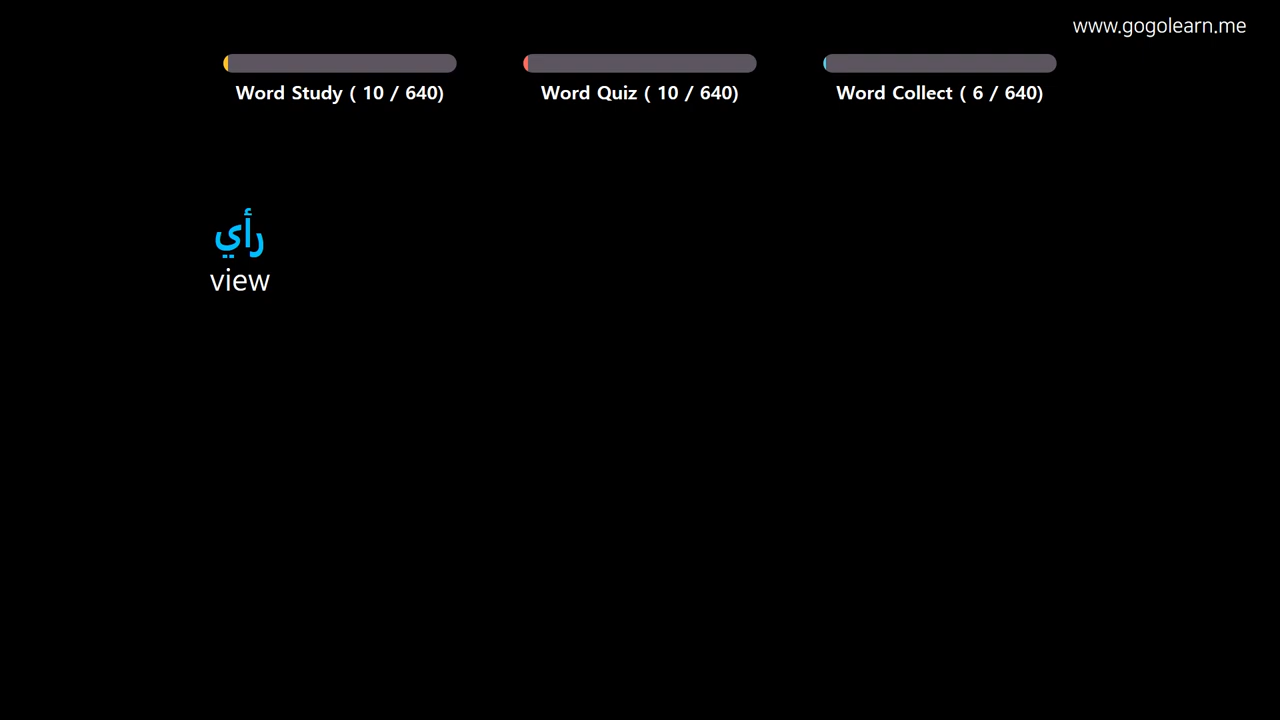 www.gogolearn.me
Word Study ( 10 / 640)
Word Quiz ( 10 / 640)
Word Collect ( 6 / 640)
رأي
view